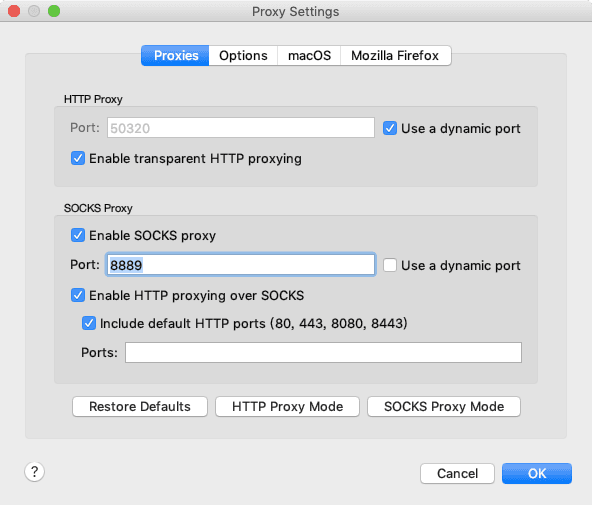 Proxy Settings
Proxies Options macOS Mozilla Firefox
HTTP Proxy
Port: 50320 Use a dynamic port
Enable transparent HTTP proxying
SOCKS Proxy
Enable SOCKS proxy
Port: 8889 Use a dynamic port
Enable HTTP proxying over SOCKS
Include default HTTP ports (80, 443, 8080, 8443)
Ports:
Restore Defaults HTTP Proxy Mode SOCKS Proxy Mode
? Cancel OK